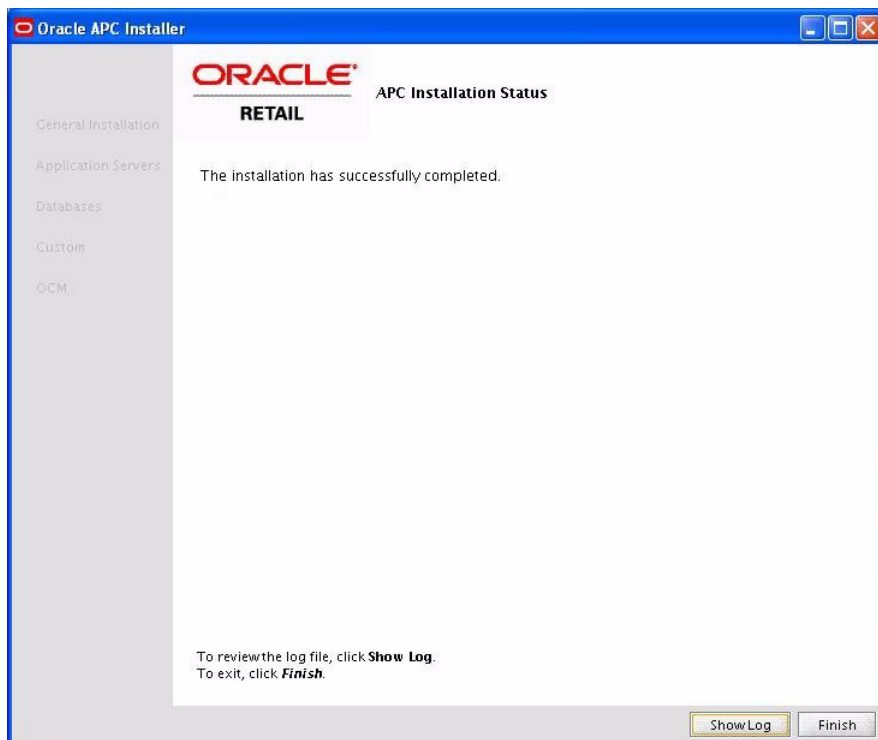 Oracle APC Installer
ORACLE®
RETAIL
APC Installation Status
General Installation
Application Servers
Databases
Custom
OCM
The installation has successfully completed.
To review the log file, click Show Log.
To exit, click Finish.
Show Log
Finish